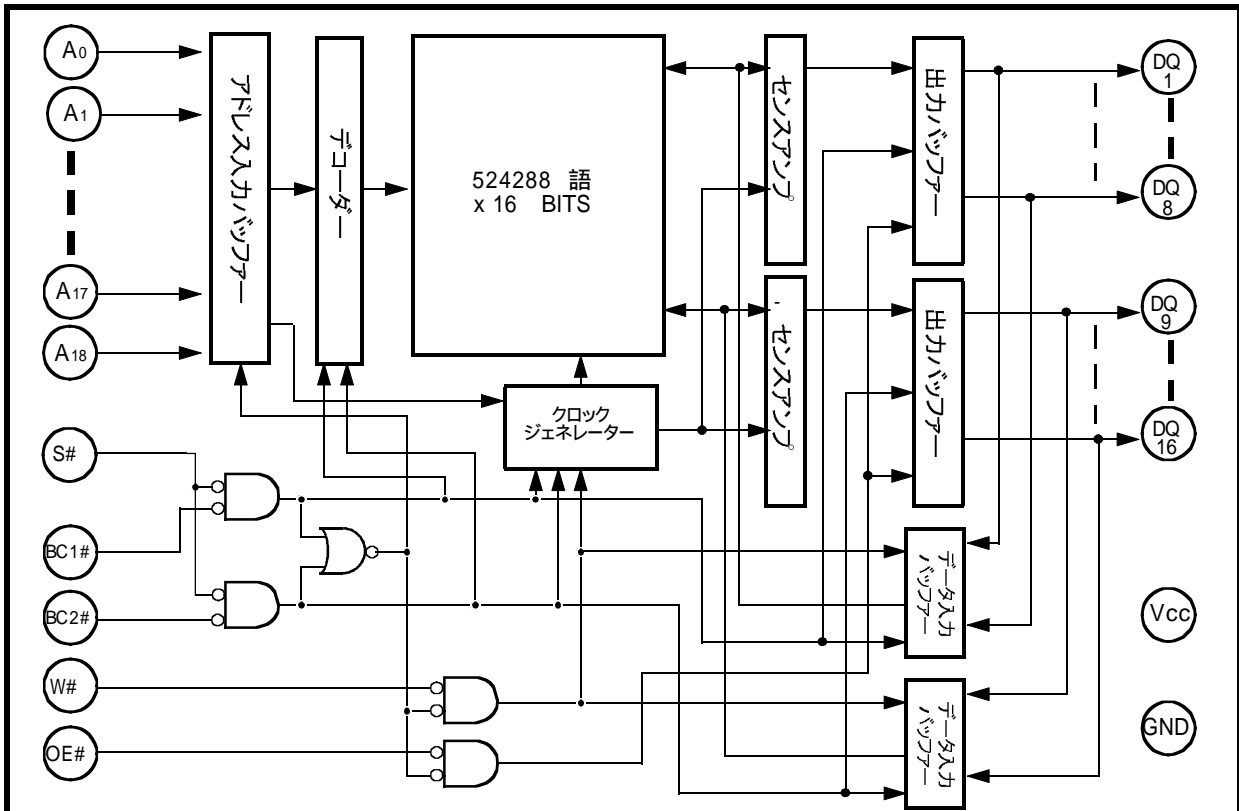 A0
A1
A17
A18
S#
BC1#
BC2#
W#
OE#
アドレス入力バッファー
デコーダー
524288 語
x 16 BITS
クロック
ジェネレーター
センスアンプ
センスアンプ
出力バッファー
出力バッファー
データ入力
バッファー
データ入力
バッファー
DQ
1
DQ
8
DQ
9
DQ
16
Vcc
GND